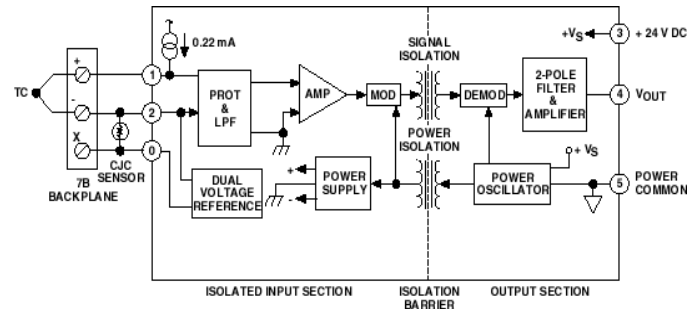 0.22 mA
SIGNAL
ISOLATION
+VS
3
+ 24 V DC
TC
+
-
X
1
2
0
PROT
&
LPF
AMP
MOD
DEMOD
2-POLE
FILTER
&
AMPLIFIER
4
VOUT
POWER
ISOLATION
CJC
SENSOR
7B
BACKPLANE
DUAL
VOLTAGE
REFERENCE
+
-
POWER
SUPPLY
POWER
OSCILLATOR
+ VS
5
POWER
COMMON
ISOLATED INPUT SECTION
ISOLATION
BARRIER
OUTPUT SECTION